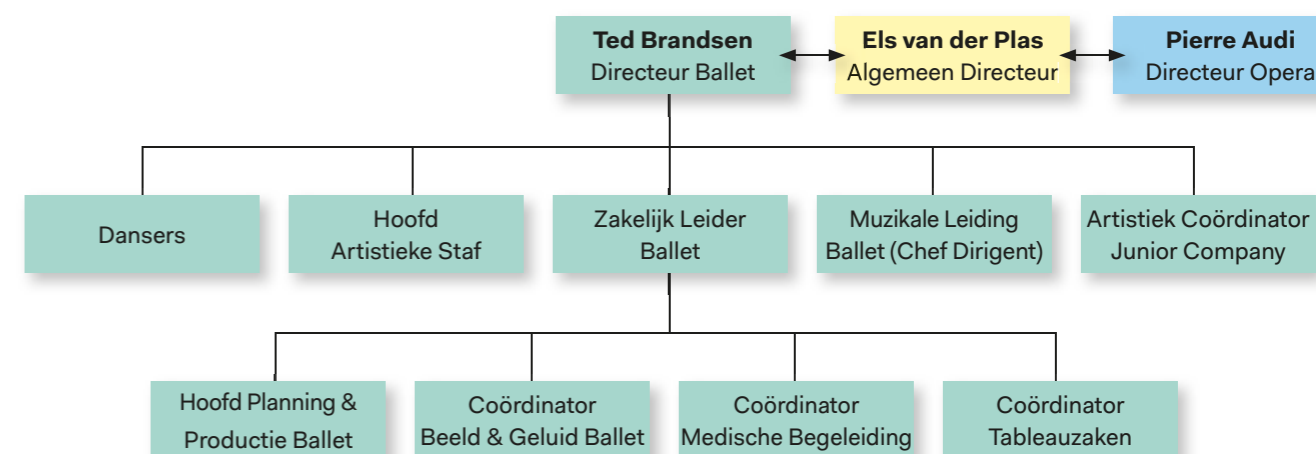 Ted Brandsen
Directeur Ballet
Els van der Plas
Algemeen Directeur
Pierre Audi
Directeur Opera
Dansers
Hoofd
Artistieke Staf
Zakelijk Leider
Ballet
Muzikale Leiding
Ballet (Chef Dirigent)
Artistiek Coördinator
Junior Company
Hoofd Planning &
Productie Ballet
Coördinator
Beeld & Geluid Ballet
Coördinator
Medische Begeleiding
Coördinator
Tableauzaken